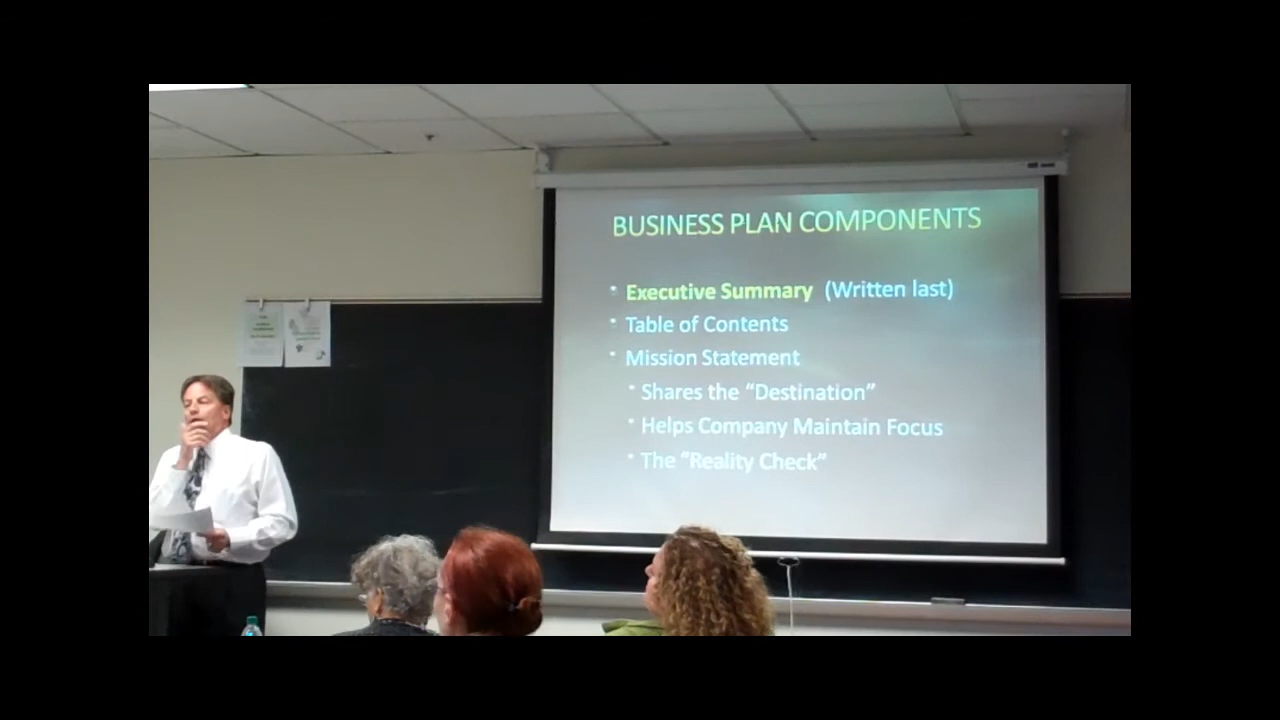 BUSINESS PLAN COMPONENTS
Executive Summary (Written last)
Table of Contents
Mission Statement
Shares the “Destination”
Helps Company Maintain Focus
The “Reality Check”